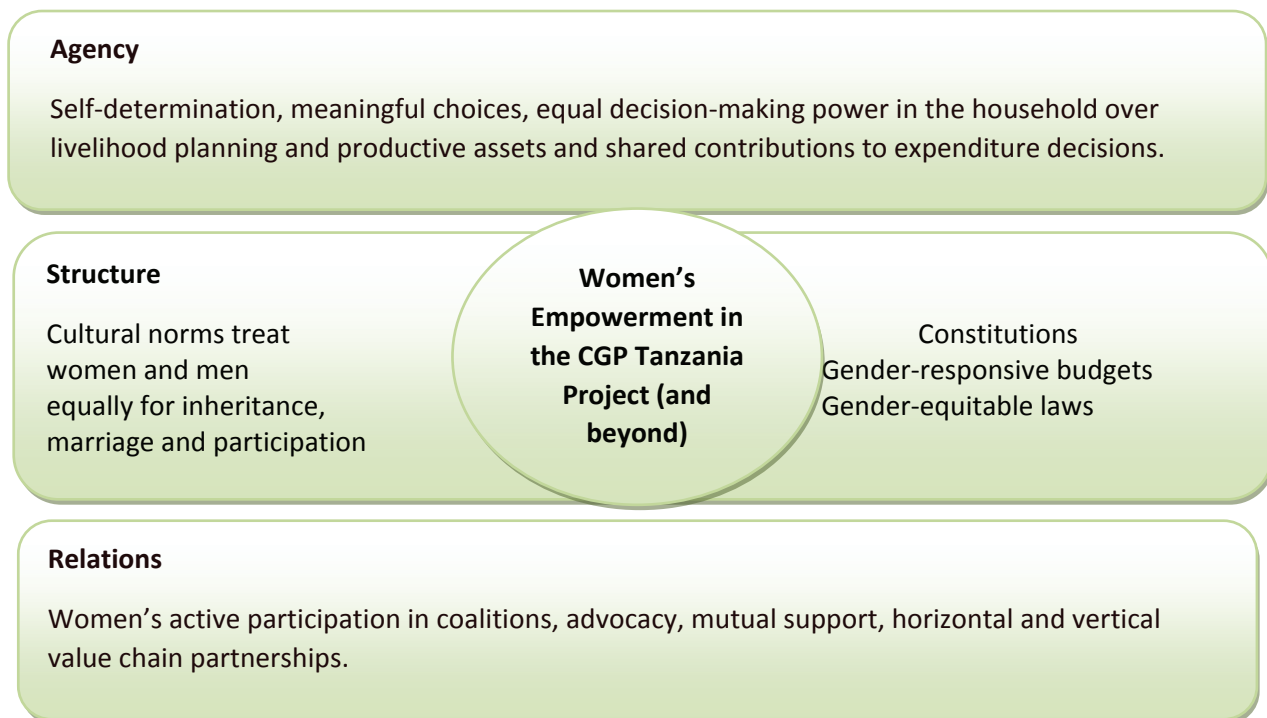 Agency
Self-determination, meaningful choices, equal decision-making power in the household over
livelihood planning and productive assets and shared contributions to expenditure decisions.
Structure
Cultural norms treat
women and men
equally for inheritance,
marriage and participation
Women’s
Empowerment in
the CGP Tanzania
Project (and
beyond)
Constitutions
Gender-responsive budgets
Gender-equitable laws
Relations
Women’s active participation in coalitions, advocacy, mutual support, horizontal and vertical
value chain partnerships.